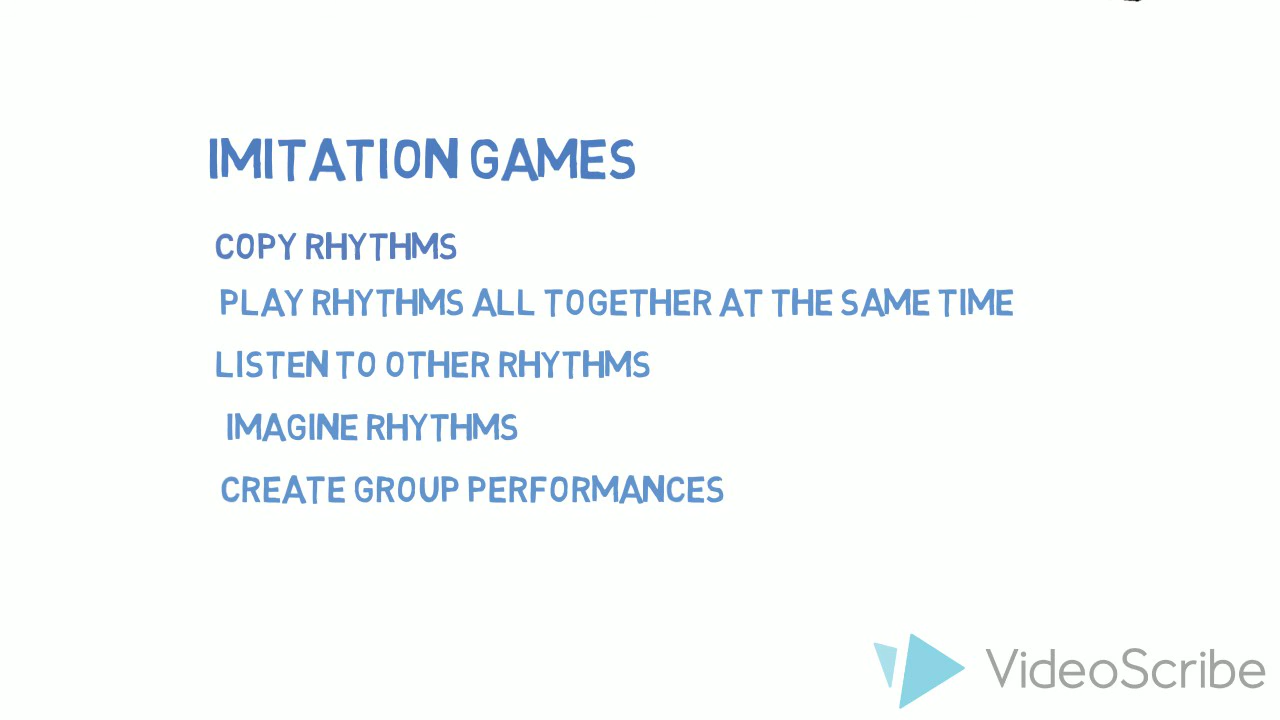 IMITATION GAMES
COPY RHYTHMS
PLAY RHYTHMS ALL TOGETHER AT THE SAME TIME
LISTEN TO OTHER RHYTHMS
IMAGINE RHYTHMS
CREATE GROUP PERFORMANCES
VideoScribe